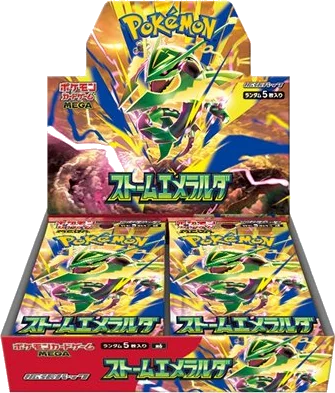 POKÉMON
ポケモン
カードゲーム
MEGA
拡張パック
ランダム5枚入り
ストームエメラルダ
POKÉMON
ストームエメラルダ
POKÉMON
ストームエメラルダ
ポケモンカードゲーム
MEGA
ランダム5枚入り
拡張パック
ストームエメラルダ